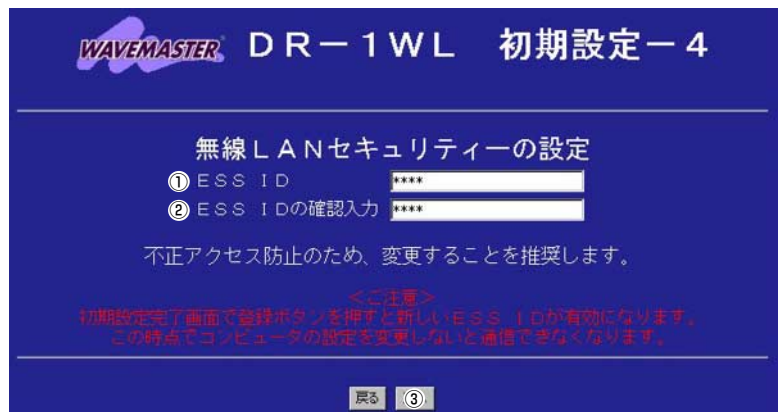 WAVEMASTER DR－1WL 初期設定－4
無線LANセキュリティーの設定
① ESS ID ****
② ESS IDの確認入力 ****
不正アクセス防止のため、変更することを推奨します。
＜ご注意＞
初期設定完了画面で登録ボタンを押すと新しいESS IDが有効になります。
この時点でコンピュータの設定を変更しないと通信できなくなります。
戻る ③